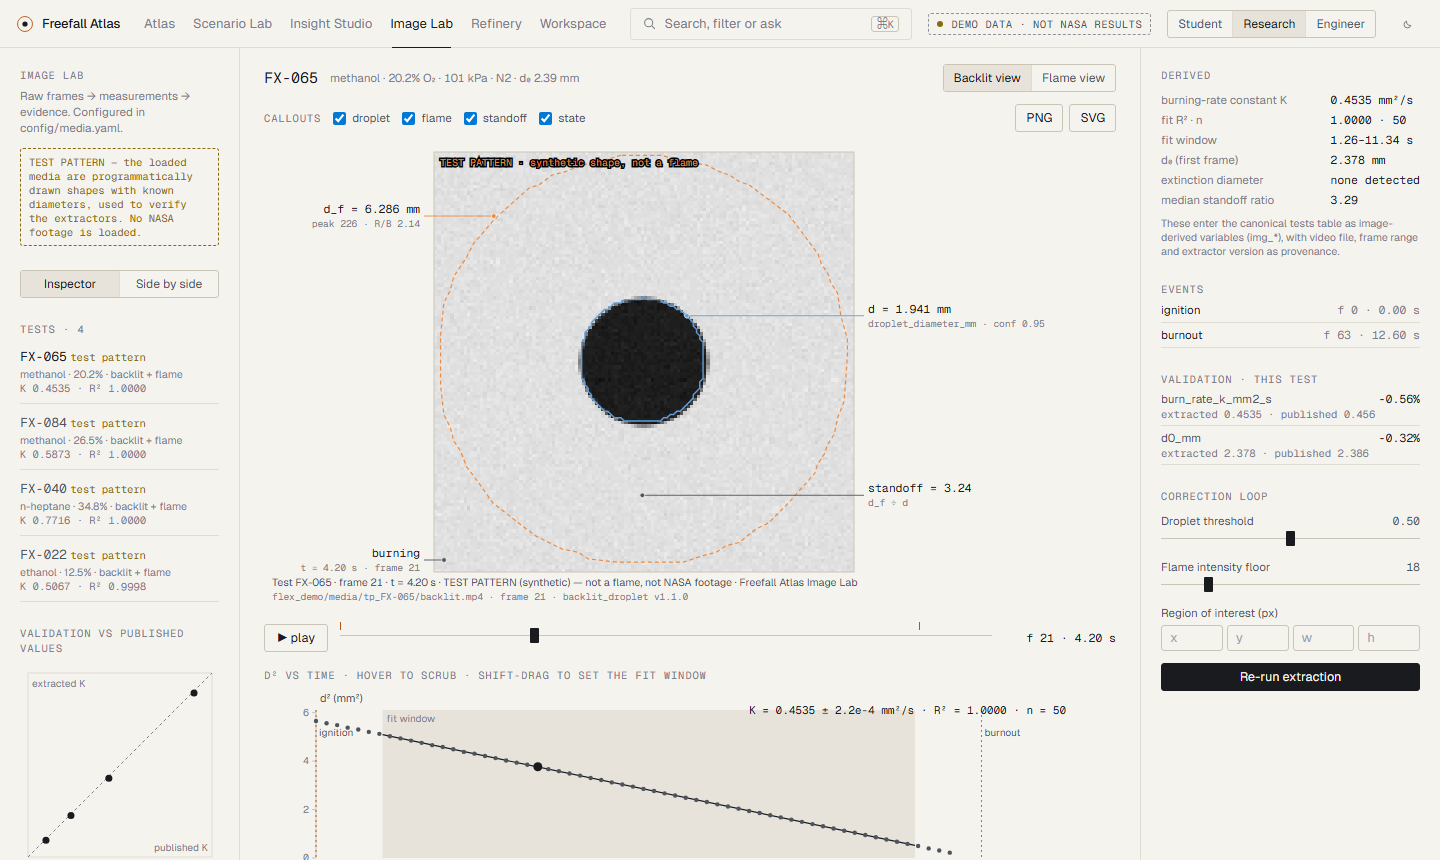 Freefall Atlas
Atlas
Scenario Lab
Insight Studio
Image Lab
Refinery
Workspace
Search, filter or ask
⌘K
DEMO DATA · NOT NASA RESULTS
Student
Research
Engineer
IMAGE LAB
Raw frames → measurements →
evidence. Configured in
config/media.yaml.
TEST PATTERN — the loaded
media are programmatically
drawn shapes with known
diameters, used to verify
the extractors. No NASA
footage is loaded.
Inspector
Side by side
TESTS · 4
FX-065 test pattern
methanol · 20.2% · backlit + flame
K 0.4535 · R² 1.0000
FX-084 test pattern
methanol · 26.5% · backlit + flame
K 0.5873 · R² 1.0000
FX-040 test pattern
n-heptane · 34.8% · backlit + flame
K 0.7716 · R² 1.0000
FX-022 test pattern
ethanol · 12.5% · backlit + flame
K 0.5067 · R² 0.9998
VALIDATION VS PUBLISHED
VALUES
extracted K
published K
FX-065 methanol · 20.2% O₂ · 101 kPa · N2 · d₀ 2.39 mm
Backlit view
Flame view
CALLOUTS
droplet
flame
standoff
state
PNG
SVG
TEST PATTERN - synthetic shape, not a flame
d_f = 6.286 mm
peak 226 · R/B 2.14
d = 1.941 mm
droplet_diameter_mm · conf 0.95
standoff = 3.24
d_f ÷ d
burning
t = 4.20 s · frame 21
Test FX-065 · frame 21 · t = 4.20 s · TEST PATTERN (synthetic) — not a flame, not NASA footage · Freefall Atlas Image Lab
flex_demo/media/tp_FX-065/backlit.mp4 · frame 21 · backlit_droplet v1.1.0
play
f 21 · 4.20 s
D² VS TIME · HOVER TO SCRUB · SHIFT-DRAG TO SET THE FIT WINDOW
d² (mm²)
K = 0.4535 ± 2.2e-4 mm²/s · R² = 1.0000 · n = 50
6
fit window
ignition
burnout
4
2
0
DERIVED
burning-rate constant K 0.4535 mm²/s
fit R² · n 1.0000 · 50
fit window 1.26–11.34 s
d₀ (first frame) 2.378 mm
extinction diameter none detected
median standoff ratio 3.29
These enter the canonical tests table as image-
derived variables (img_*), with video file, frame range
and extractor version as provenance.
EVENTS
ignition f 0 · 0.00 s
burnout f 63 · 12.60 s
VALIDATION · THIS TEST
burn_rate_k_mm2_s -0.56%
extracted 0.4535 · published 0.456
d0_mm -0.32%
extracted 2.378 · published 2.386
CORRECTION LOOP
Droplet threshold 0.50
Flame intensity floor 18
Region of interest (px)
x
y
w
h
Re-run extraction